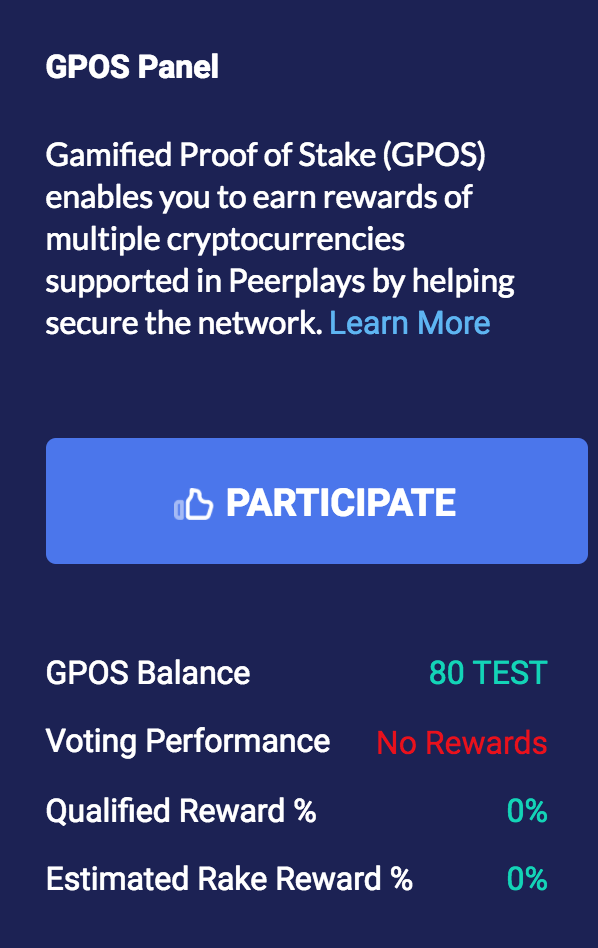 GPOS Panel
Gamified Proof of Stake (GPOS)
enables you to earn rewards of
multiple cryptocurrencies
supported in Peerplays by helping
secure the network. Learn More
PARTICIPATE
GPOS Balance 80 TEST
Voting Performance No Rewards
Qualified Reward % 0%
Estimated Rake Reward % 0%